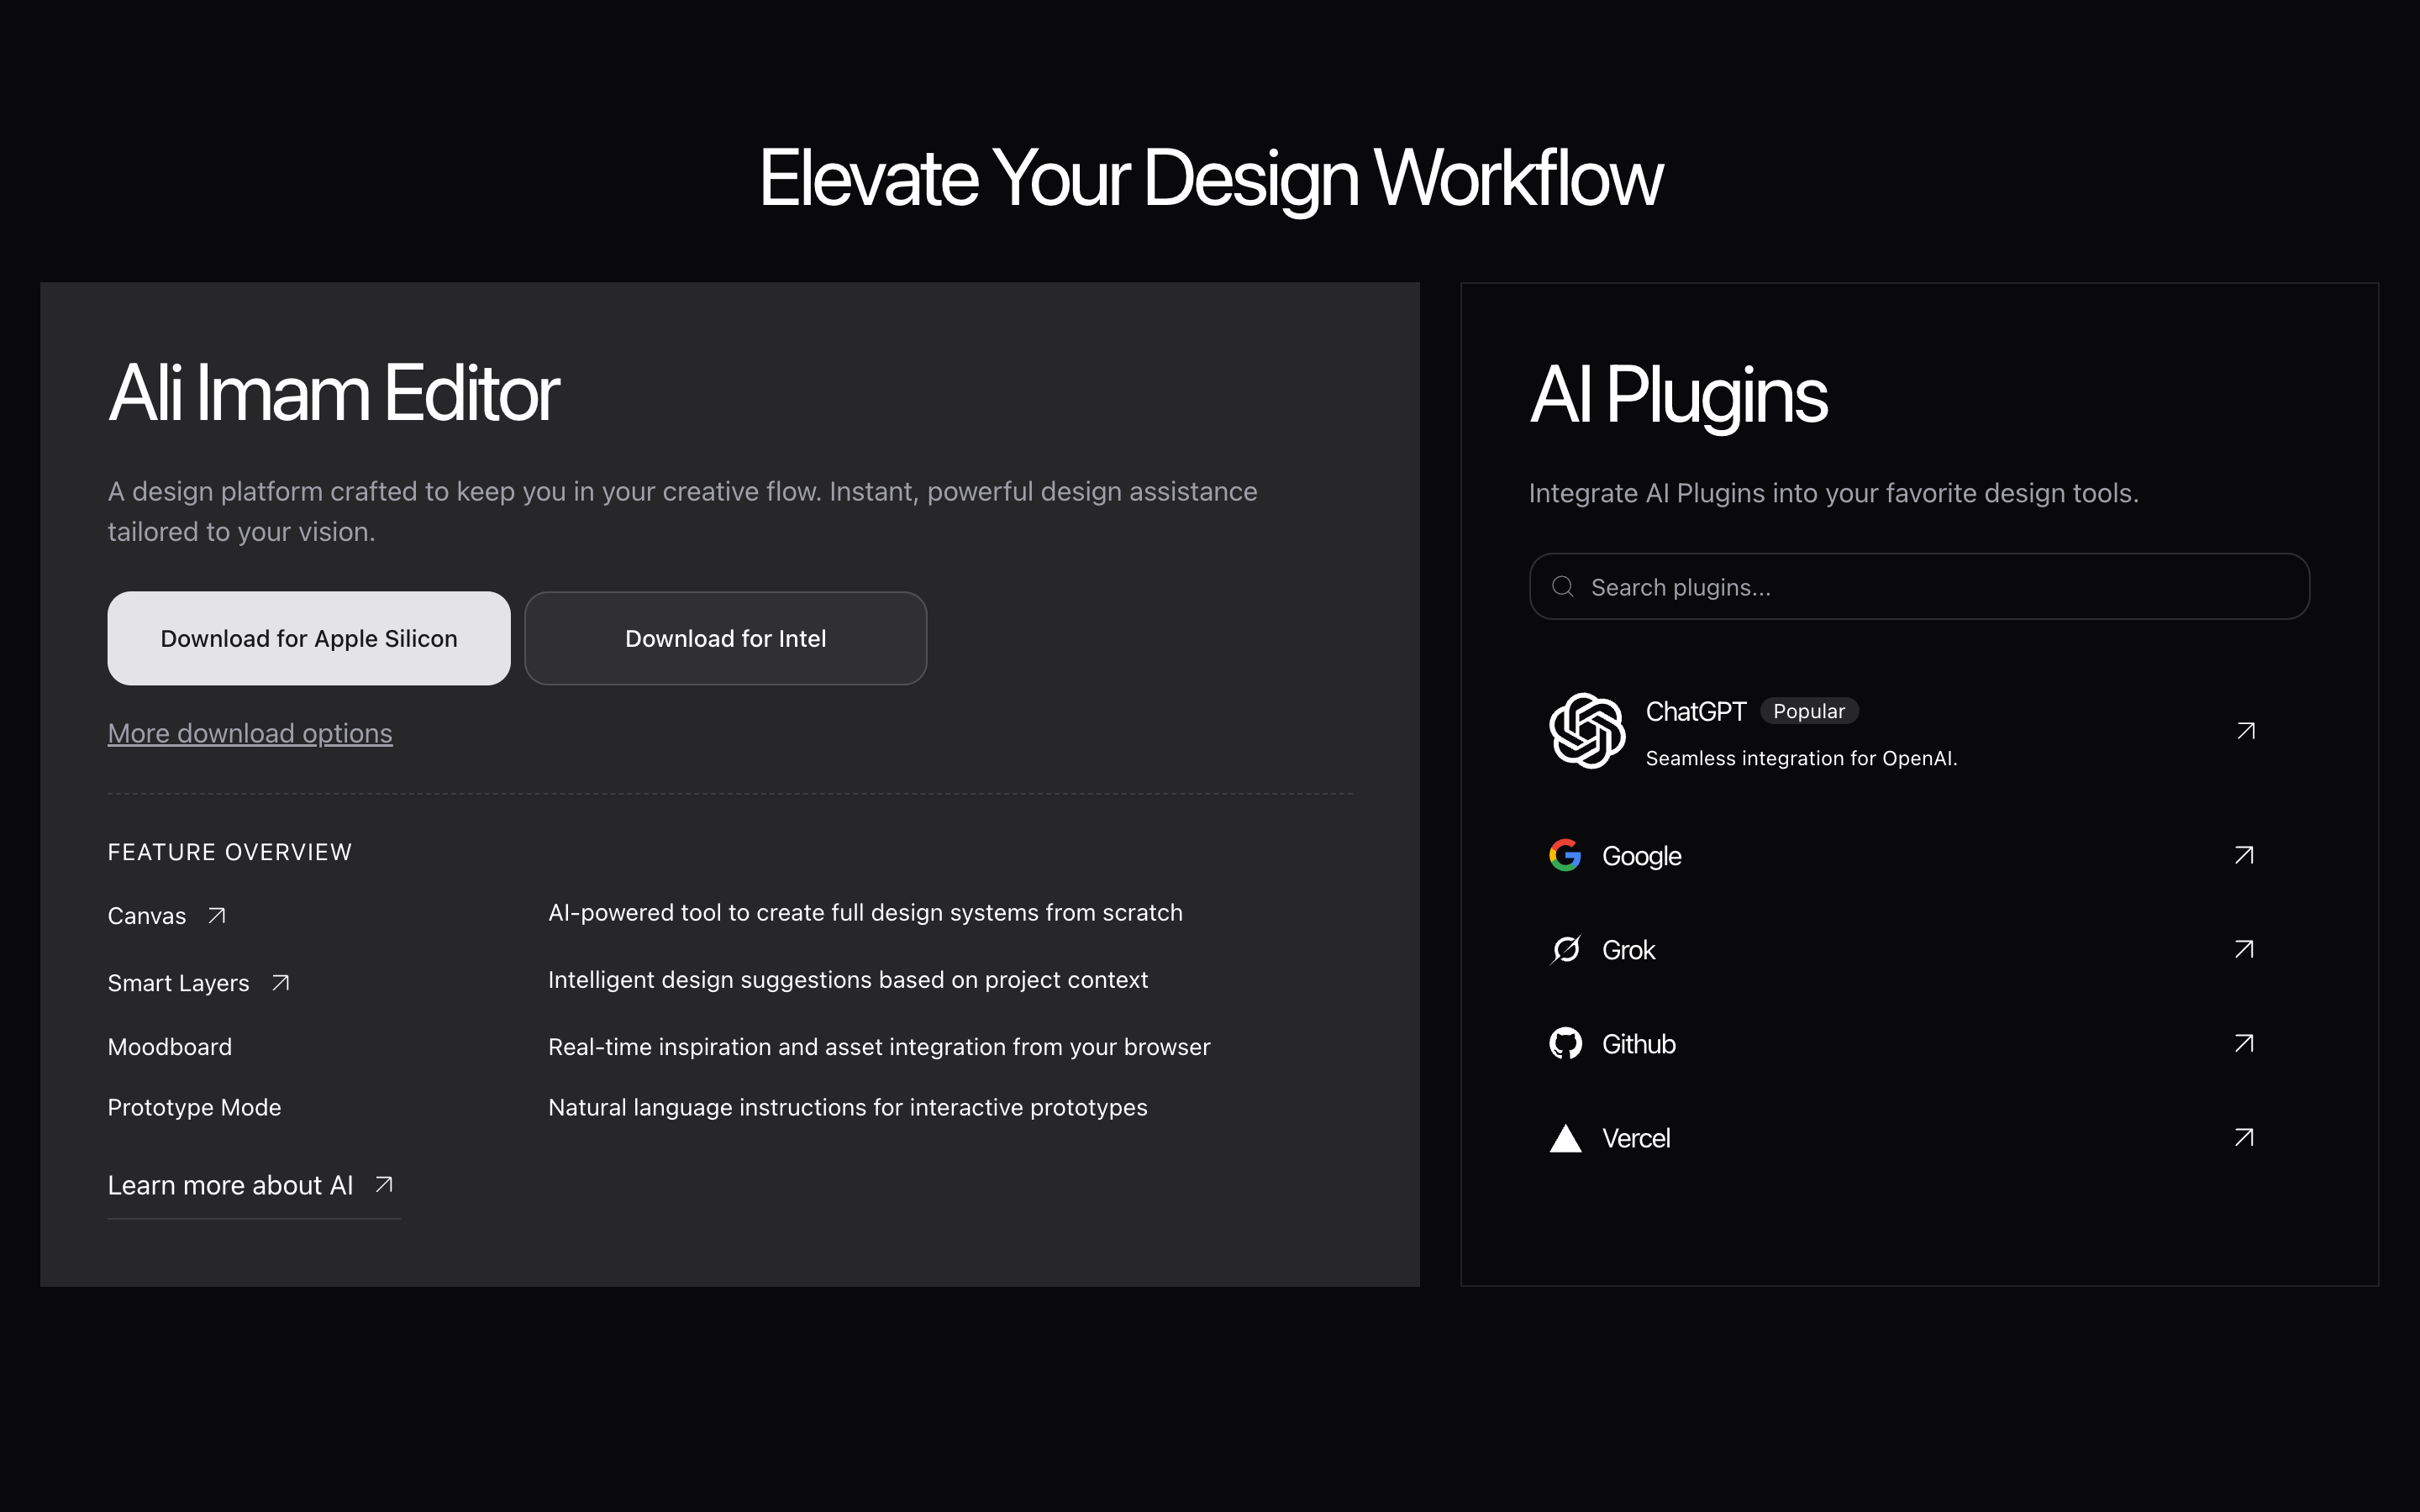 Elevate Your Design Workflow
Ali Imam Editor
A design platform crafted to keep you in your creative flow. Instant, powerful design assistance
tailored to your vision.
Download for Apple Silicon
Download for Intel
More download options
FEATURE OVERVIEW
Canvas
AI-powered tool to create full design systems from scratch
Smart Layers
Intelligent design suggestions based on project context
Moodboard
Real-time inspiration and asset integration from your browser
Prototype Mode
Natural language instructions for interactive prototypes
Learn more about AI
AI Plugins
Integrate AI Plugins into your favorite design tools.
Search plugins...
ChatGPT Popular
Seamless integration for OpenAI.
Google
Grok
Github
Vercel